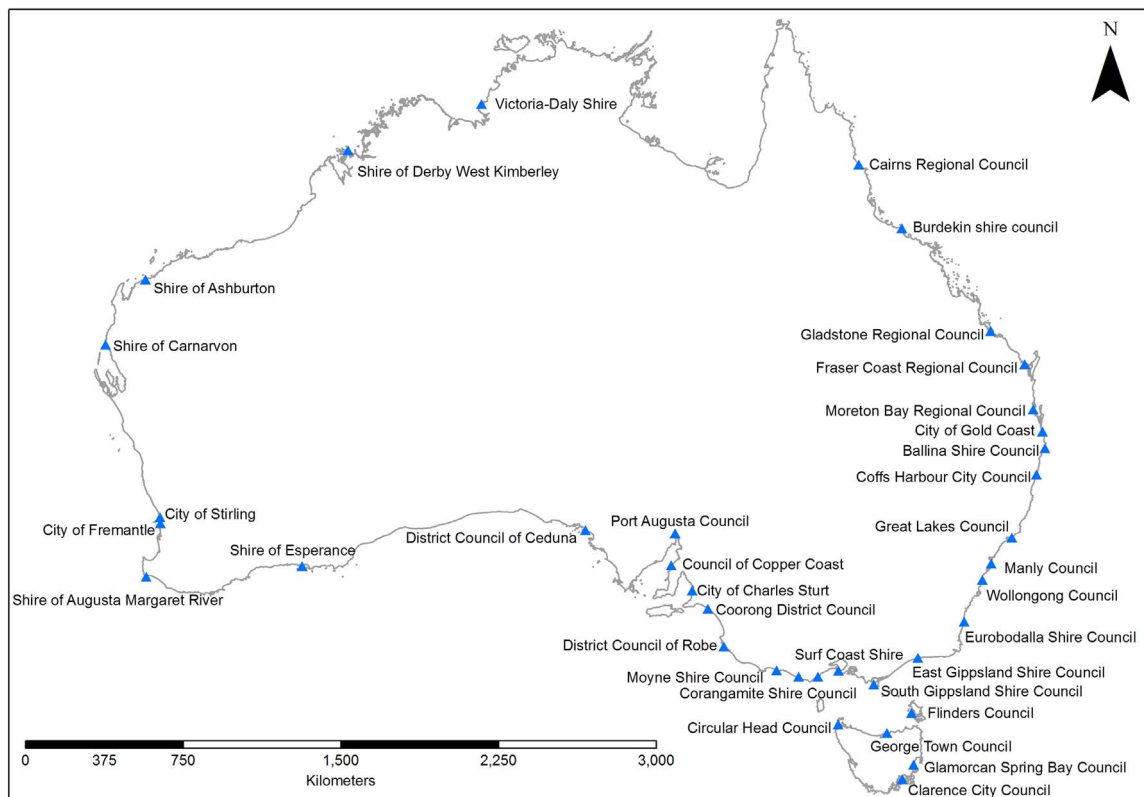 N
Victoria-Daly Shire
Shire of Derby West Kimberley
Cairns Regional Council
Burdekin shire council
Shire of Ashburton
Shire of Carnarvon
Gladstone Regional Council
Fraser Coast Regional Council
Moreton Bay Regional Council
City of Gold Coast
Ballina Shire Council
Coffs Harbour City Council
City of Stirling
City of Fremantle
Port Augusta Council
Great Lakes Council
District Council of Ceduna
Shire of Esperance
Council of Copper Coast
Manly Council
City of Charles Sturt
Wollongong Council
Shire of Augusta Margaret River
Coorong District Council
Eurobodalla Shire Council
District Council of Robe
Surf Coast Shire
East Gippsland Shire Council
Moyne Shire Council
Corangamite Shire Council
South Gippsland Shire Council
Flinders Council
Circular Head Council
George Town Council
Glamorcan Spring Bay Council
Clarence City Council
0 375 750 1,500 2,250 3,000
Kilometers